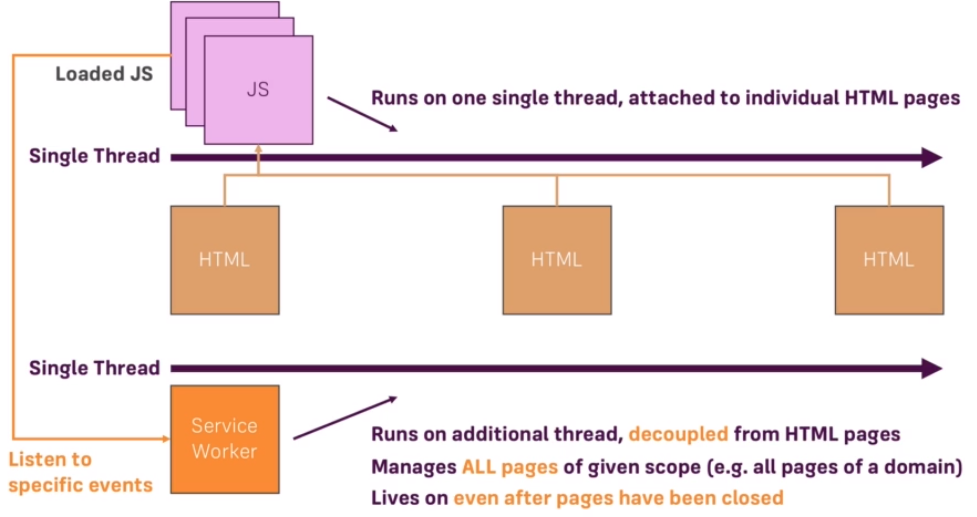 Loaded JS
JS
Runs on one single thread, attached to individual HTML pages
Single Thread
HTML
HTML
HTML
Single Thread
Service
Worker
Runs on additional thread, decoupled from HTML pages
Manages ALL pages of given scope (e.g. all pages of a domain)
Lives on even after pages have been closed
Listen to
specific events